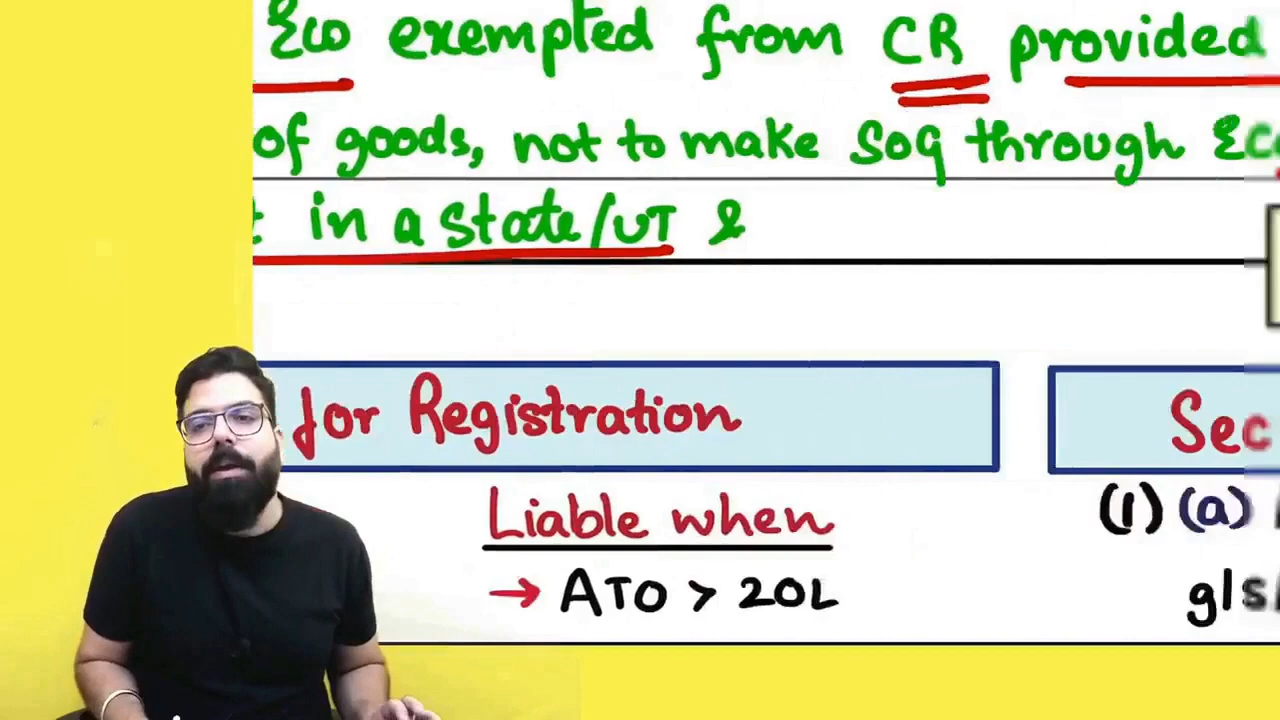 ECO exempted from CR provided
of goods, not to make SoG through ECO
in a State/UT &
for Registration
Sec
Liable when
(1) (a)
→ ATO > 20L
g/s/